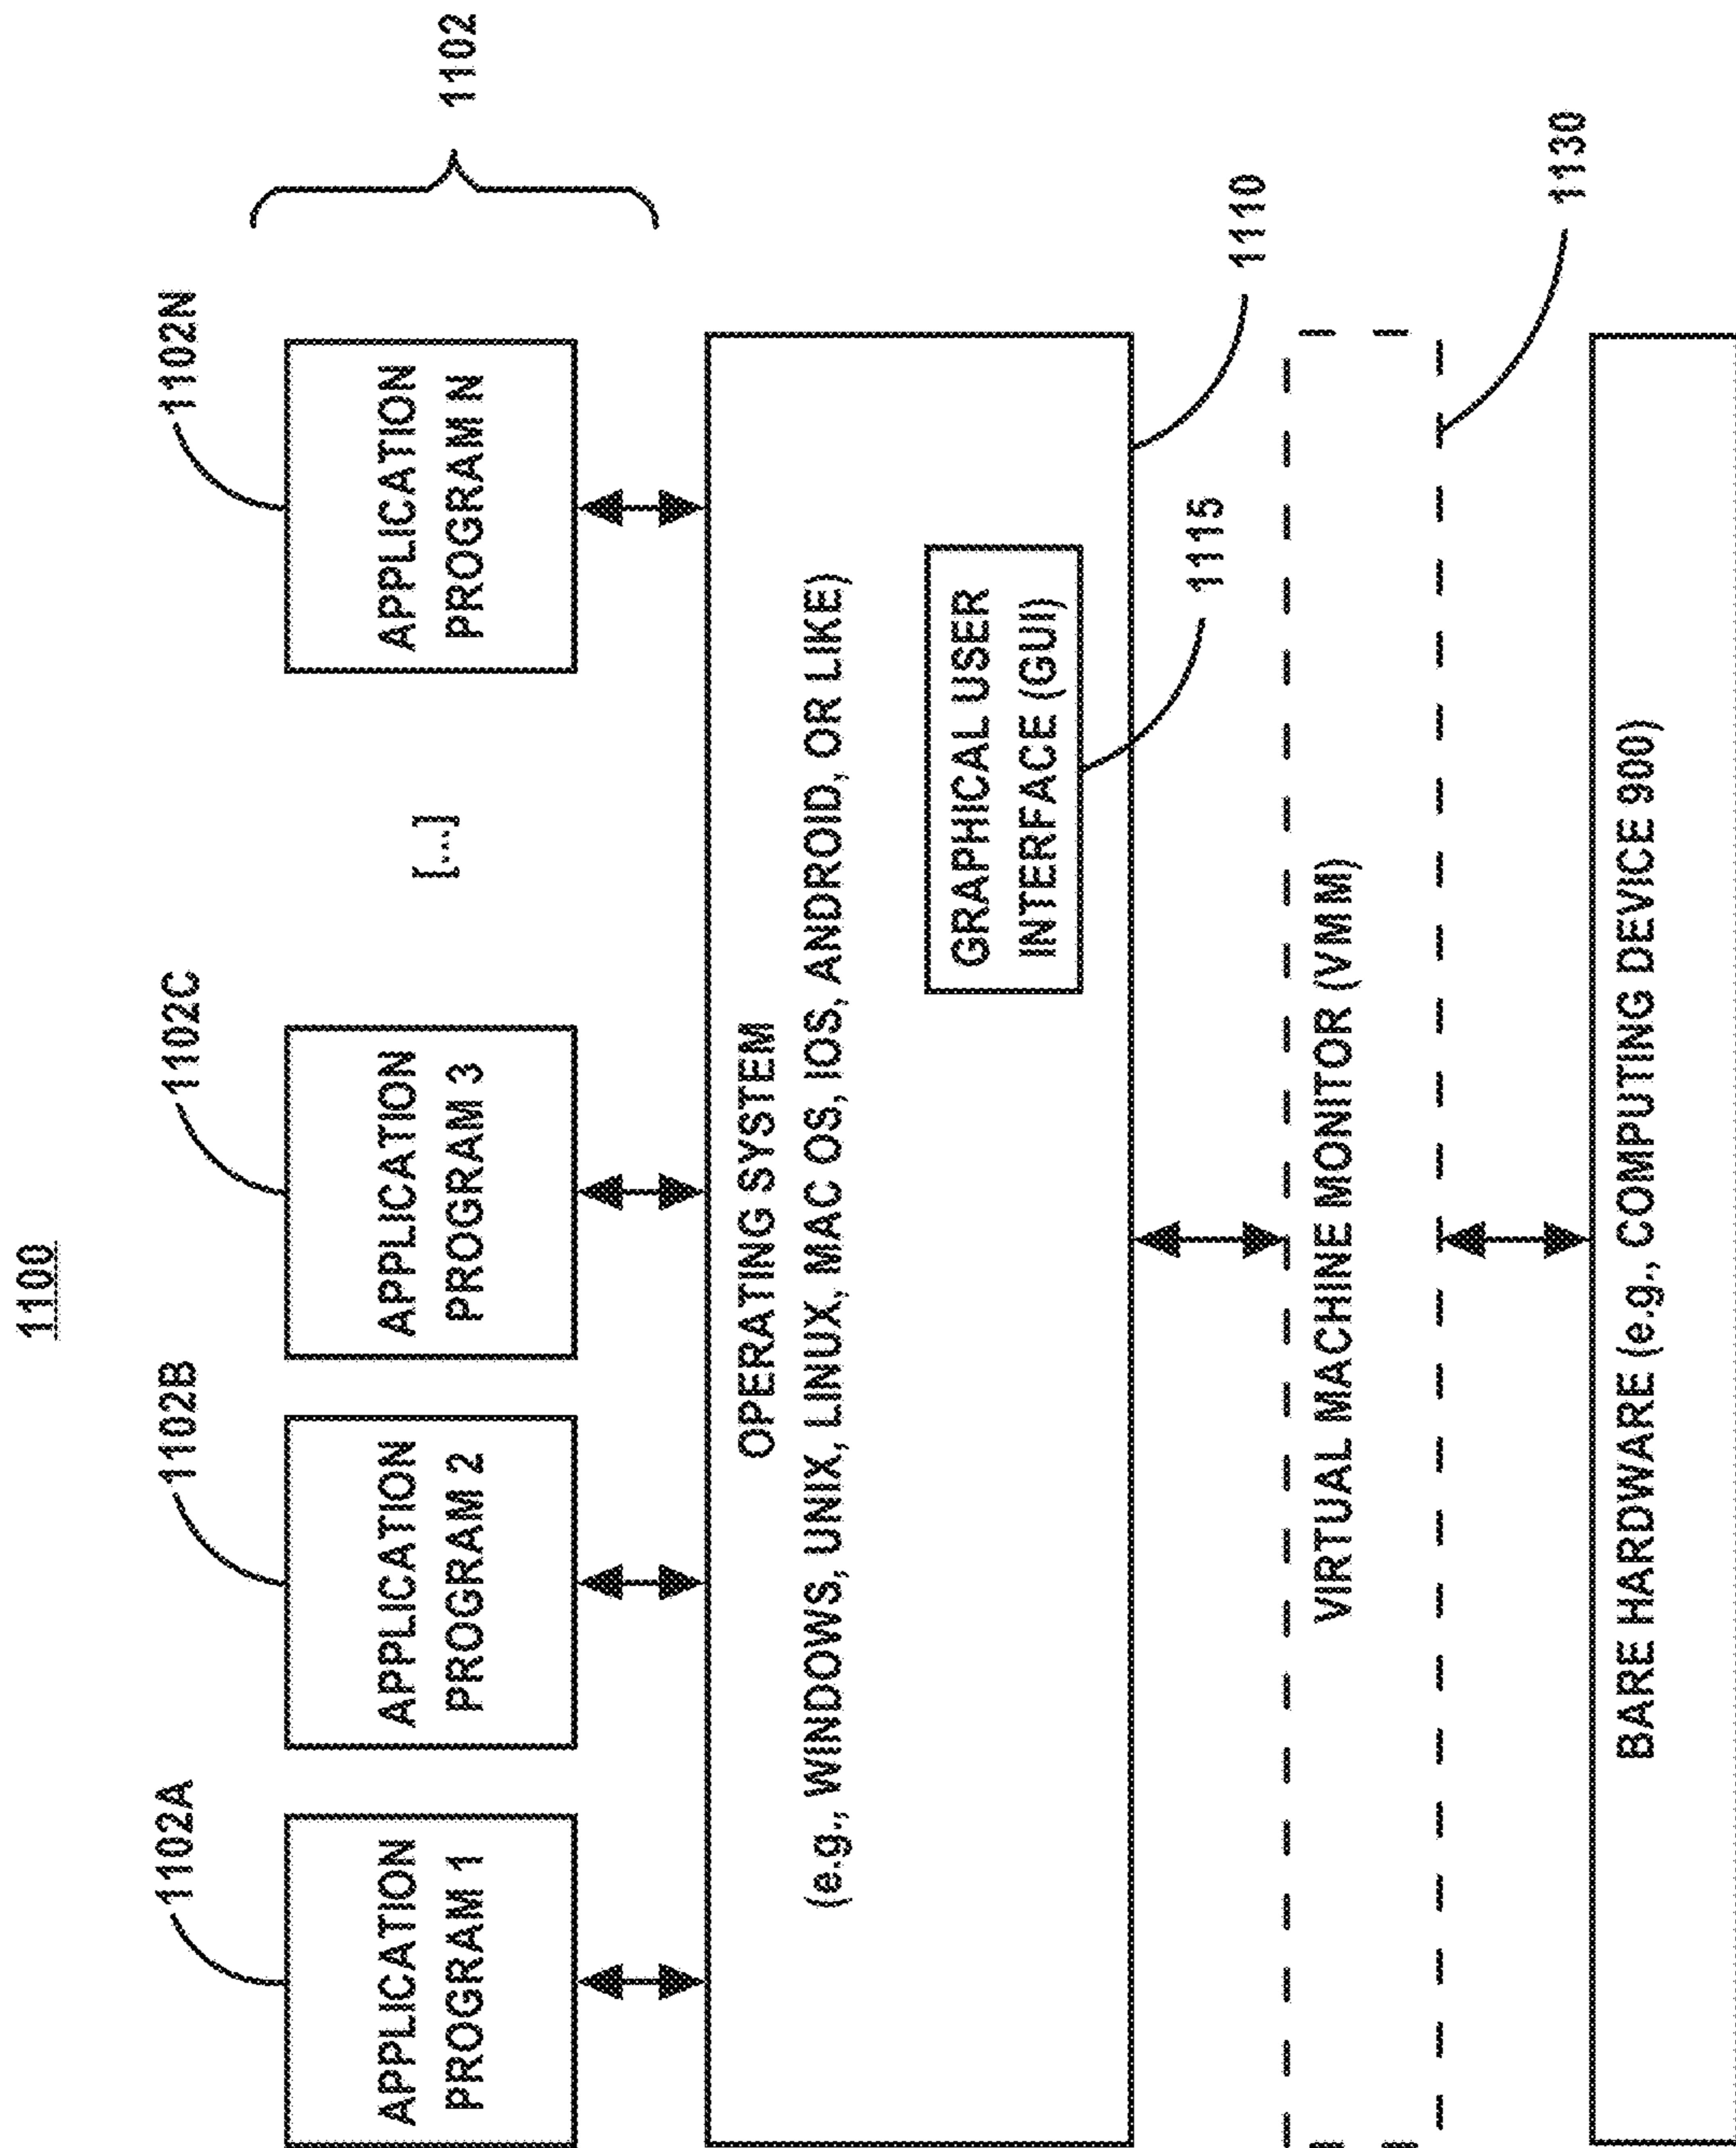 1100
1102A
1102B
1102C
1102N
1102
APPLICATION
PROGRAM 1
APPLICATION
PROGRAM 2
APPLICATION
PROGRAM 3
[...]
APPLICATION
PROGRAM N
OPERATING SYSTEM
(e.g., WINDOWS, UNIX, LINUX, MAC OS, IOS, ANDROID, OR LIKE)
GRAPHICAL USER
INTERFACE (GUI)
1115
1110
VIRTUAL MACHINE MONITOR (VMM)
1130
BARE HARDWARE (e.g., COMPUTING DEVICE 900)